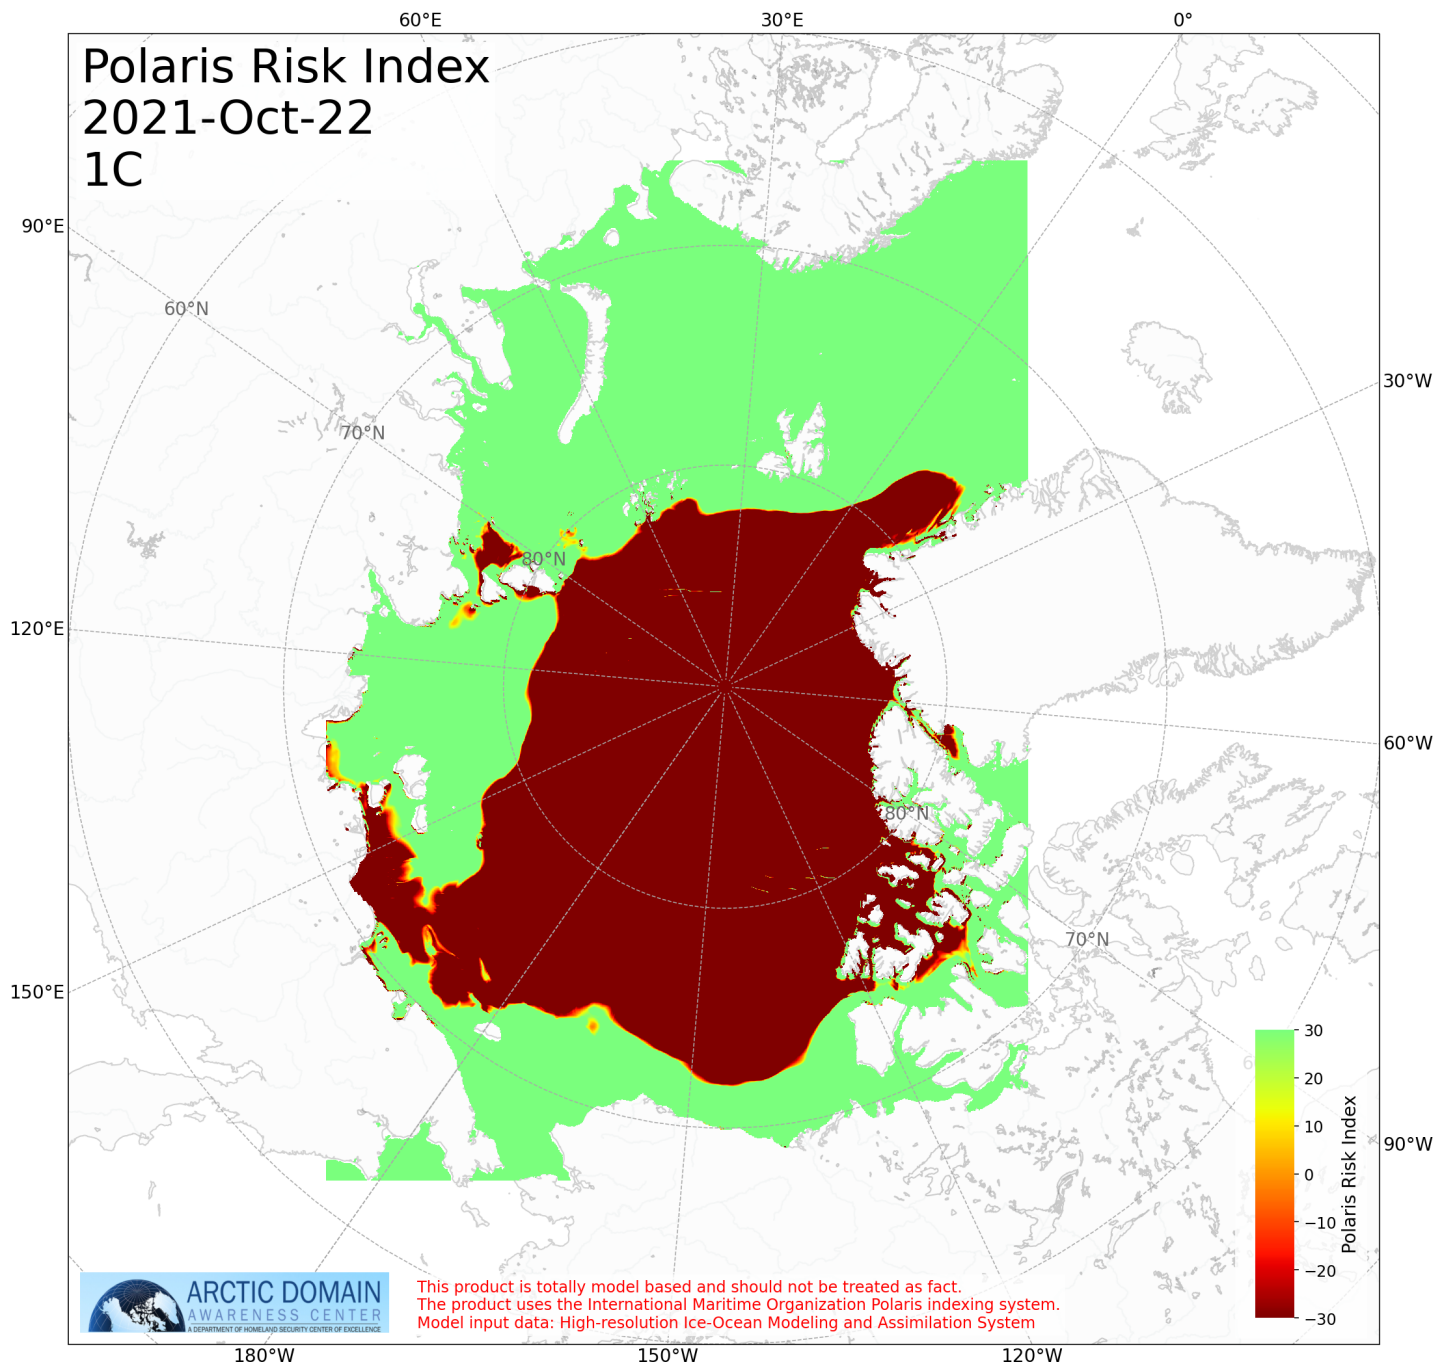 60°E
30°E
0°
Polaris Risk Index
2021-Oct-22
1C
90°E
60°N
30°W
70°N
80°N
120°E
60°W
80°N
70°N
150°E
30
20
10
0
−10
−20
−30
Polaris Risk Index
90°W
ARCTIC DOMAIN
AWARENESS CENTER
A DEPARTMENT OF HOMELAND SECURITY CENTER OF EXCELLENCE
This product is totally model based and should not be treated as fact.
The product uses the International Maritime Organization Polaris indexing system.
Model input data: High-resolution Ice-Ocean Modeling and Assimilation System
180°W
150°W
120°W